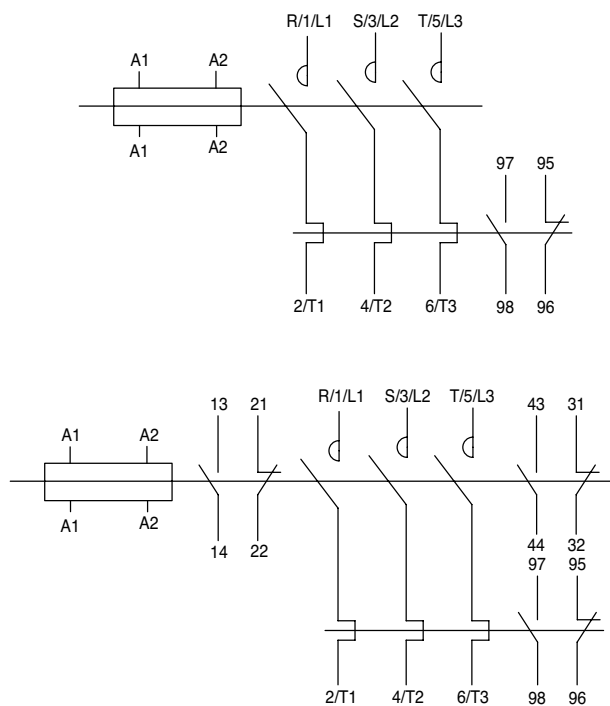 R/1/L1 S/3/L2 T/5/L3
A1 A2
A1 A2
97 95
2/T1 4/T2 6/T3 98 96
13 21 R/1/L1 S/3/L2 T/5/L3 43 31
A1 A2
A1 A2
14 22 44 32
97 95
2/T1 4/T2 6/T3 98 96